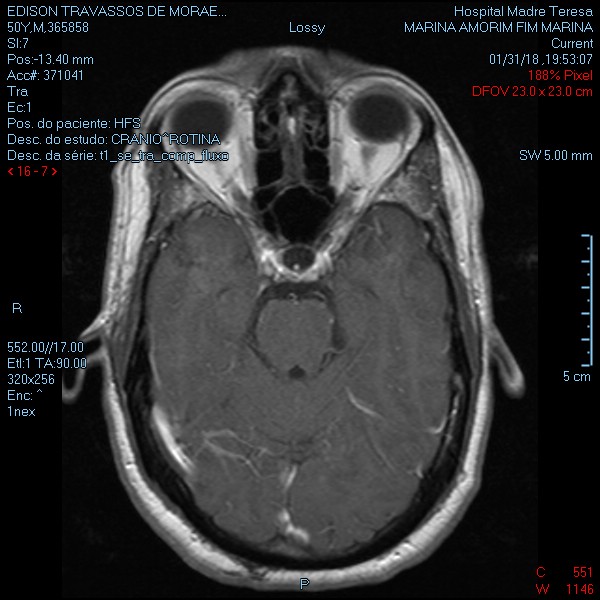 EDISON TRAVASSOS DE MORAE...
50Y,M,365858
Sl:7
Pos:-13.40 mm
Acc#: 371041
Tra
Ec:1
Pos. do paciente: HFS
Desc. do estudo: CRANIO^ROTINA
Desc. da série: t1_se_tra_comp_fluxo
< 16 - 7 >
Lossy
Hospital Madre Teresa
MARINA AMORIM FIM MARINA
Current
01/31/18 ,19:53:07
188% Pixel
DFOV 23.0 x 23.0 cm
SW 5.00 mm
R
552.00//17.00
Etl:1 TA:90.00
320x256
Enc: ^
1nex
5 cm
P
C 551
W 1146